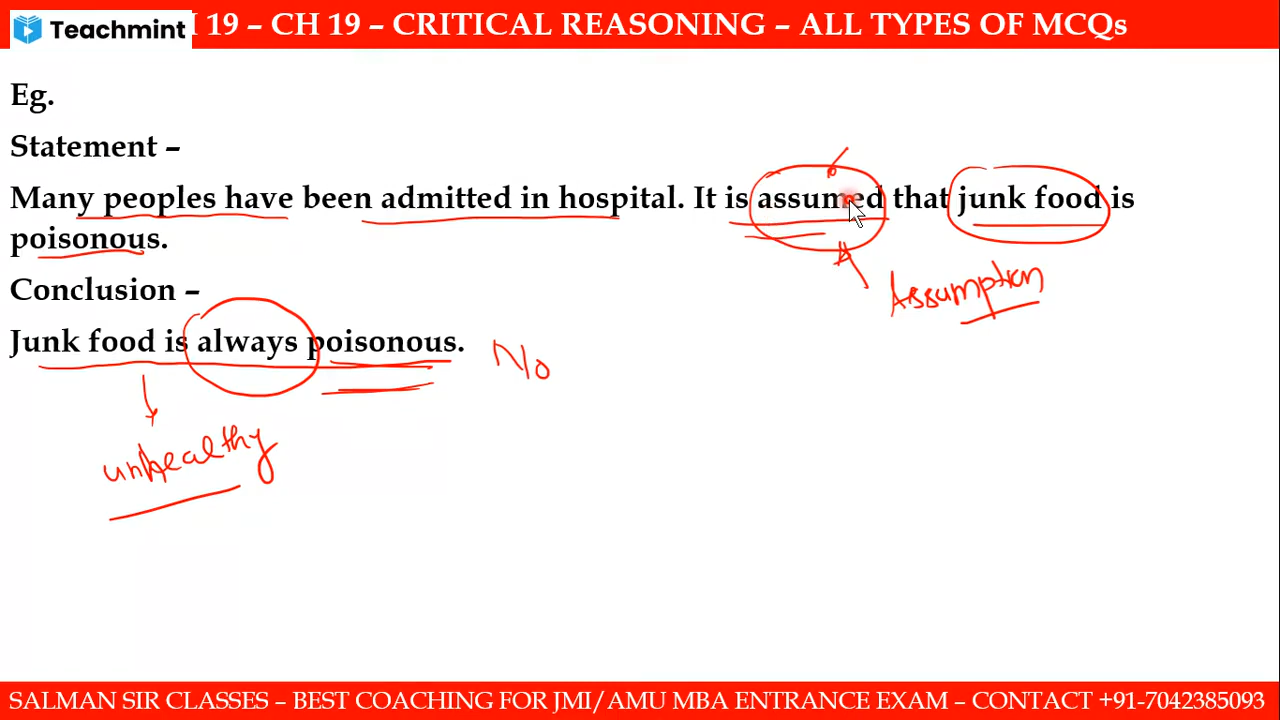 Teachmint
19 – CH 19 – CRITICAL REASONING – ALL TYPES OF MCQs
Eg.
Statement –
Many peoples have been admitted in hospital. It is assumed that junk food is
poisonous.
Assumption
Conclusion –
Junk food is always poisonous.
No
unhealthy
SALMAN SIR CLASSES – BEST COACHING FOR JMI/AMU MBA ENTRANCE EXAM – CONTACT +91-7042385093